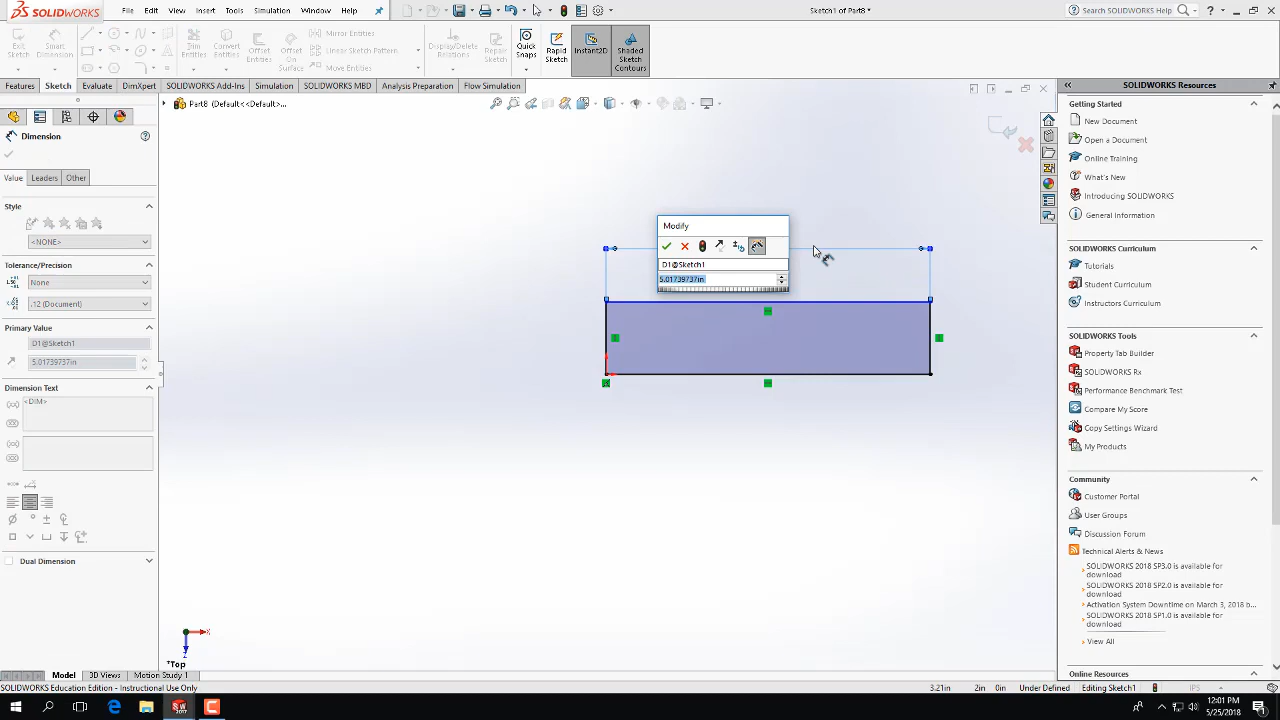 SOLIDWORKS File Edit View Insert Tools Simulation Window Help Sketch1 of Part8 * Search SOLIDWORKS Help
Exit Sketch
Smart Dimension
Trim Entities
Convert Entities
Offset Entities
Offset On Surface
Mirror Entities
Linear Sketch Pattern
Move Entities
Display/Delete Relations
Repair Sketch
Quick Snaps
Rapid Sketch
Instant2D
Shaded Sketch Contours
Features Sketch Evaluate DimXpert SOLIDWORKS Add-Ins Simulation SOLIDWORKS MBD Analysis Preparation Flow Simulation
Part8 (Default<<Default>...
Dimension
Value Leaders Other
Style
<NONE>
Tolerance/Precision
None
.12 (Document)
Primary Value
D1@Sketch1
5.01739737in
Dimension Text
<DIM>
Dual Dimension
Modify
D1@Sketch1
5.01739737in
X
Z
*Top
SOLIDWORKS Resources
Getting Started
New Document
Open a Document
Online Training
What's New
Introducing SOLIDWORKS
General Information
SOLIDWORKS Curriculum
Tutorials
Student Curriculum
Instructors Curriculum
SOLIDWORKS Tools
Property Tab Builder
SOLIDWORKS Rx
Performance Benchmark Test
Compare My Score
Copy Settings Wizard
My Products
Community
Customer Portal
User Groups
Discussion Forum
Technical Alerts & News
SOLIDWORKS 2018 SP3.0 is available for
download
SOLIDWORKS 2018 SP2.0 is available for
download
Activation System Downtime on March 3, 2018 b...
SOLIDWORKS 2018 SP1.0 is available for
download
View All
Online Resources
Model 3D Views Motion Study 1
SOLIDWORKS Education Edition - Instructional Use Only 3.21in 2in 0in Under Defined Editing Sketch1 IPS
12:01 PM
5/25/2018